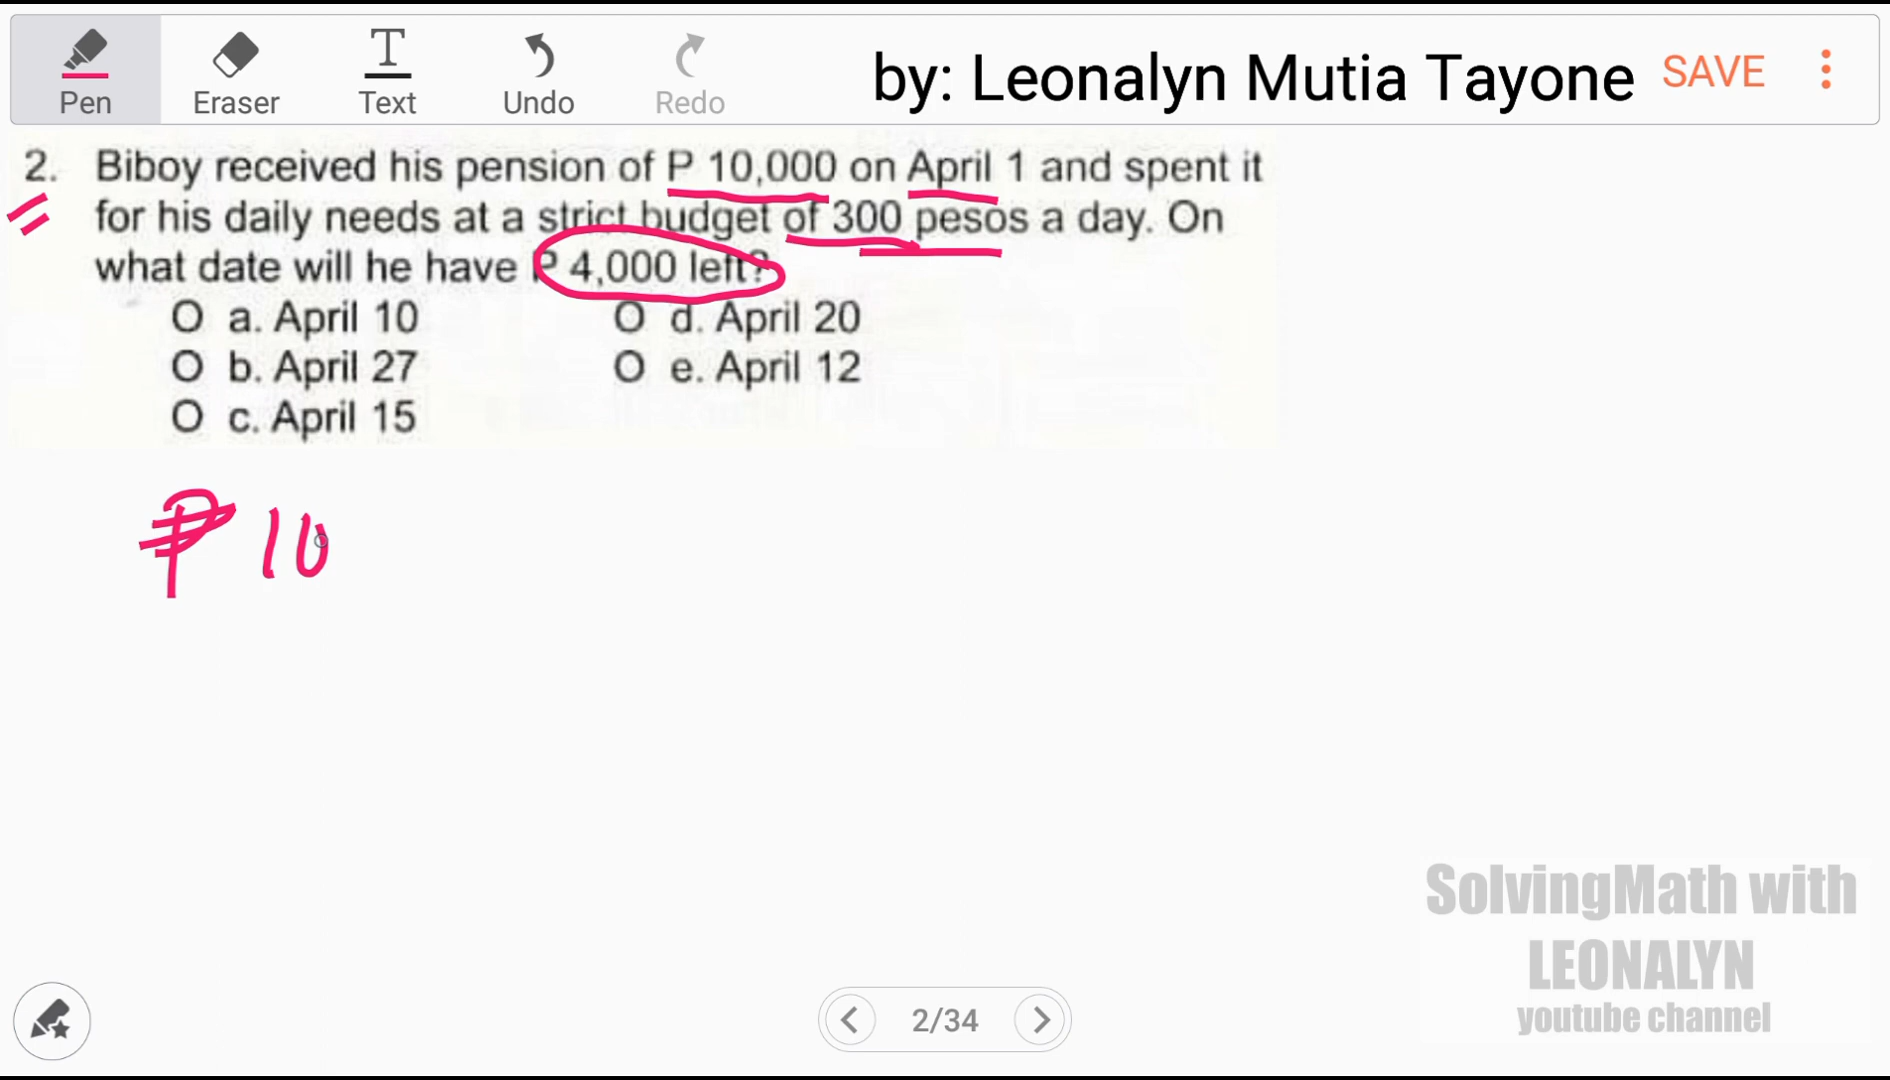 Pen
Eraser
Text
Undo
Redo
by: Leonalyn Mutia Tayone
SAVE
2. Biboy received his pension of P 10,000 on April 1 and spent it
for his daily needs at a strict budget of 300 pesos a day. On
what date will he have P 4,000 left?
O a. April 10
O d. April 20
O b. April 27
O e. April 12
O c. April 15
₱ 10
SolvingMath with
LEONALYN
youtube channel
2/34